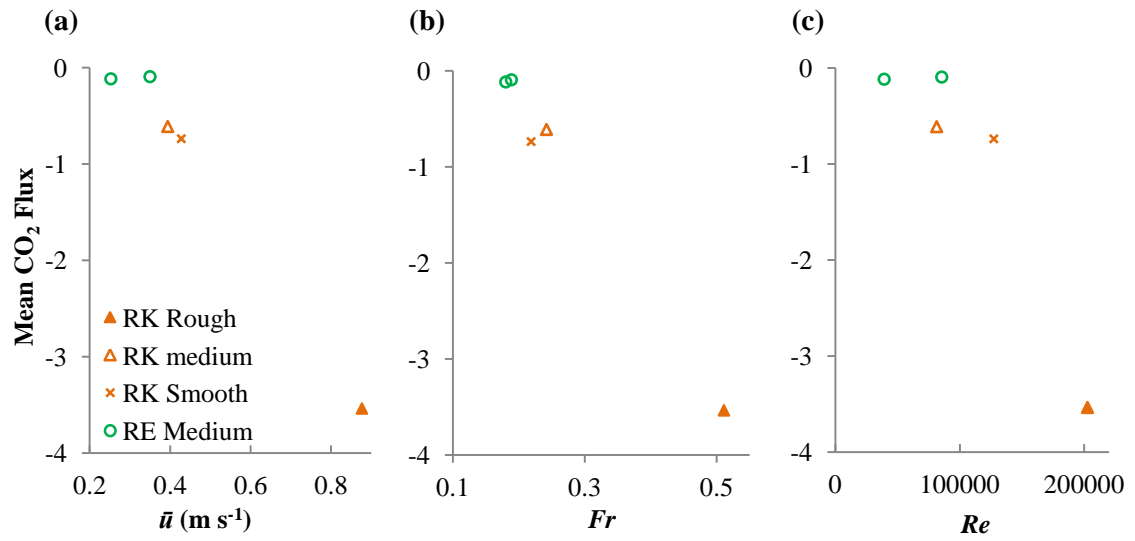 (a)
Mean CO₂ Flux
0
-1
-2
-3
-4
RK Rough
RK medium
RK Smooth
RE Medium
0.2 0.4 0.6 0.8
ū (m s⁻¹)
(b)
0
-1
-2
-3
-4
0.1 0.3 0.5
Fr
(c)
0
-1
-2
-3
-4
0 100000 200000
Re